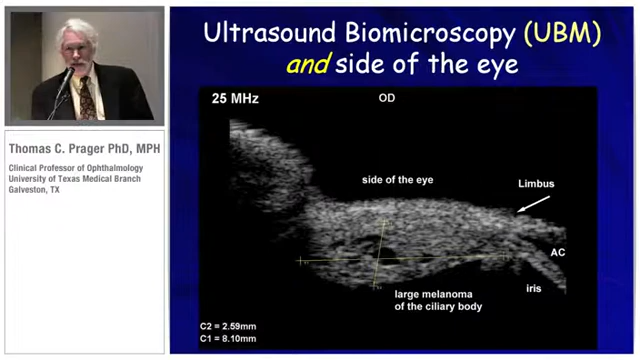 Ultrasound Biomicroscopy (UBM)
and side of the eye
25 MHz
OD
side of the eye
Limbus
AC
iris
large melanoma
of the ciliary body
C2 = 2.59mm
C1 = 8.10mm
Thomas C. Prager PhD, MPH
Clinical Professor of Ophthalmology
University of Texas Medical Branch
Galveston, TX